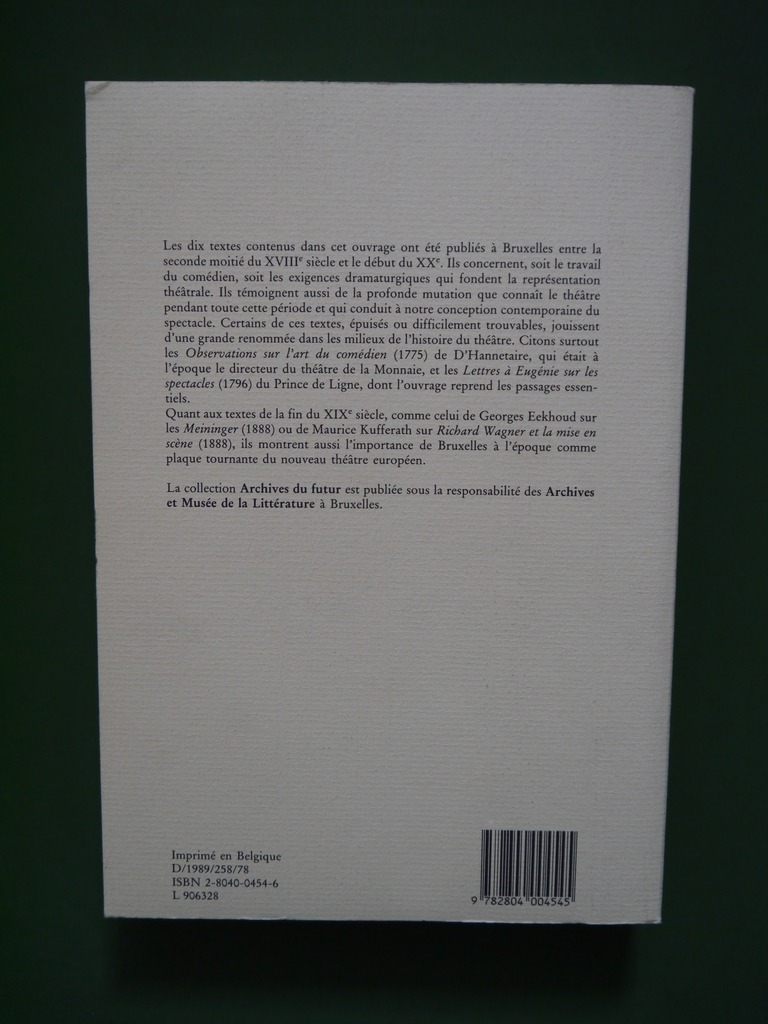 Les dix textes contenus dans cet ouvrage ont été publiés à Bruxelles entre la
seconde moitié du XVIIIᵉ siècle et le début du XXᵉ. Ils concernent, soit le travail
du comédien, soit les exigences dramaturgiques qui fondent la représentation
théâtrale. Ils témoignent aussi de la profonde mutation que connaît le théâtre
pendant toute cette période et qui conduit à notre conception contemporaine du
spectacle. Certains de ces textes, épuisés ou difficilement trouvables, jouissent
d'une grande renommée dans les milieux de l'histoire du théâtre. Citons surtout
les Observations sur l'art du comédien (1775) de D'Hannetaire, qui était à
l'époque le directeur du théâtre de la Monnaie, et les Lettres à Eugénie sur les
spectacles (1796) du Prince de Ligne, dont l'ouvrage reprend les passages essen-
tiels.
Quant aux textes de la fin du XIXᵉ siècle, comme celui de Georges Eekhoud sur
les Meininger (1888) ou de Maurice Kufferath sur Richard Wagner et la mise en
scène (1888), ils montrent aussi l'importance de Bruxelles à l'époque comme
plaque tournante du nouveau théâtre européen.
La collection Archives du futur est publiée sous la responsabilité des Archives
et Musée de la Littérature à Bruxelles.
Imprimé en Belgique
D/1989/258/78
ISBN 2-8040-0454-6
L 906328
9 782804 004545